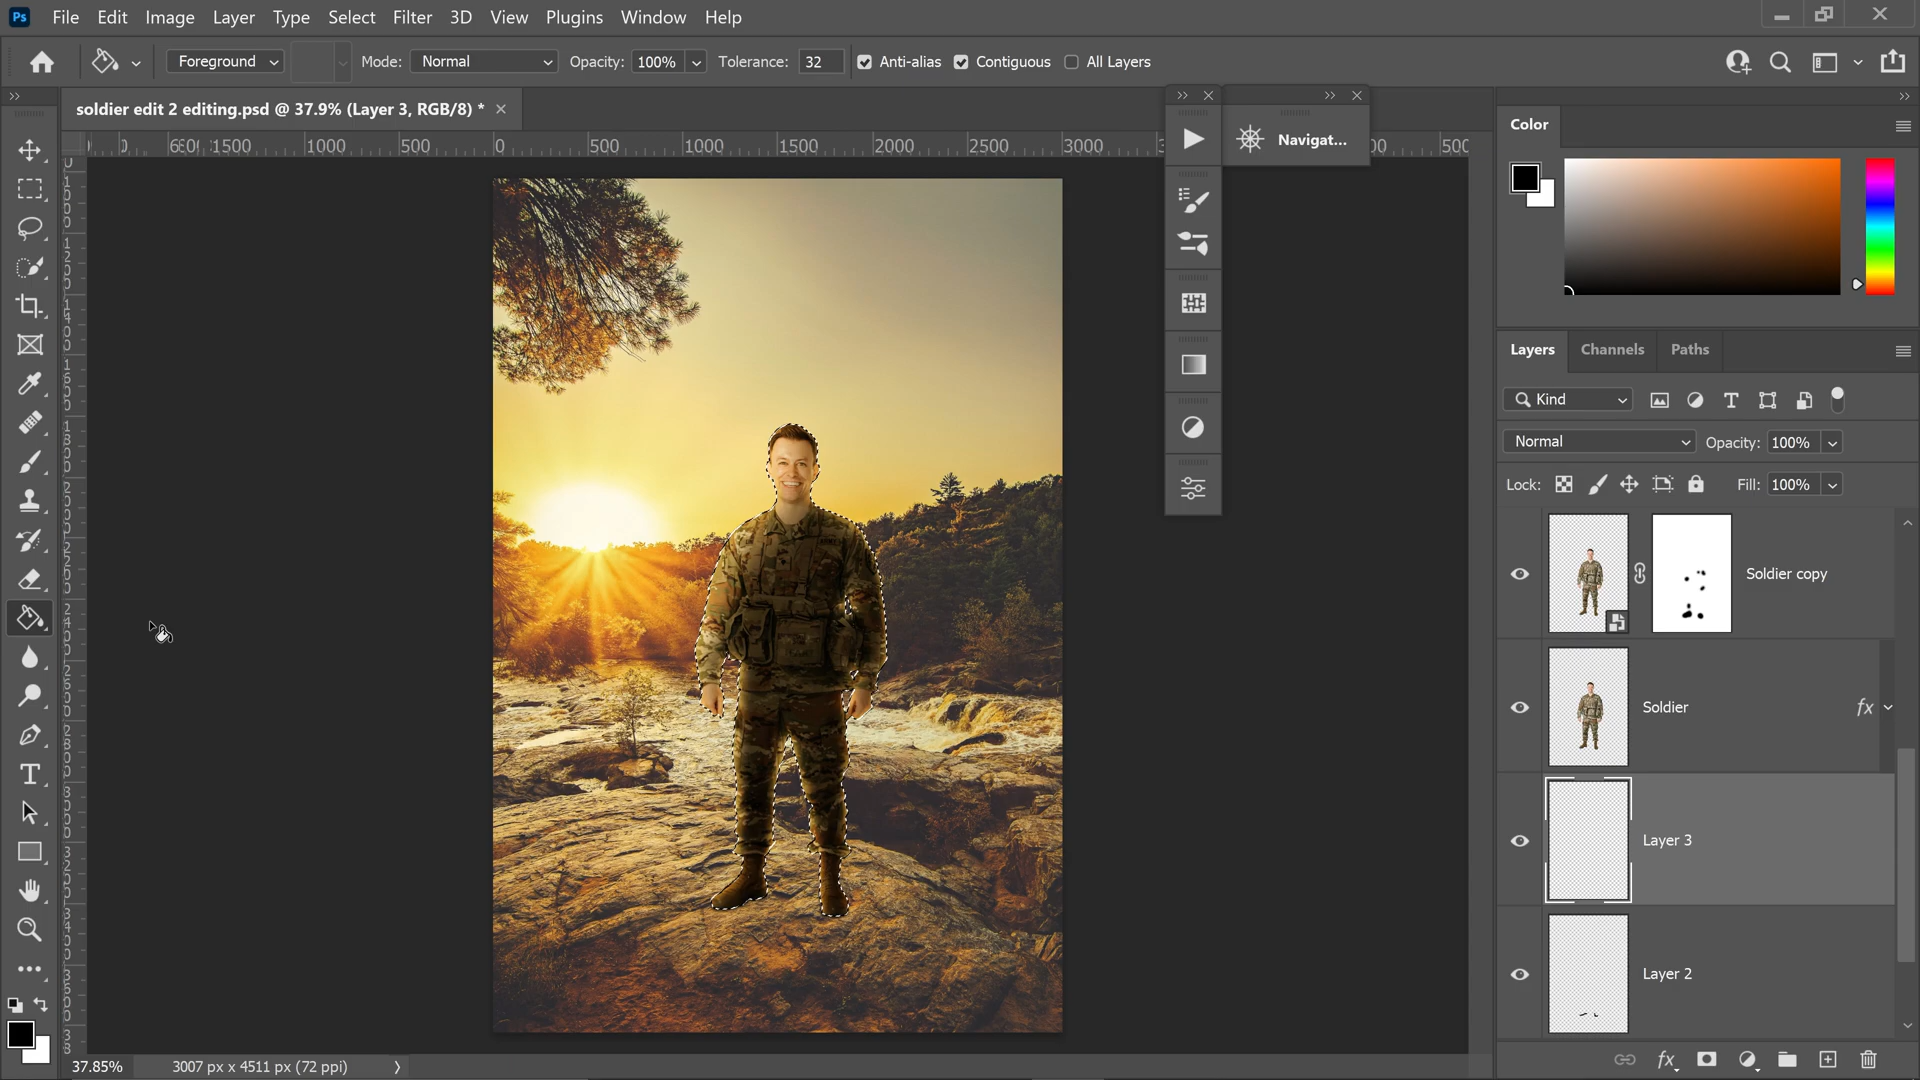 Ps File Edit Image Layer Type Select Filter 3D View Plugins Window Help
Foreground Mode: Normal Opacity: 100% Tolerance: 32 Anti-alias Contiguous All Layers
soldier edit 2 editing.psd @ 37.9% (Layer 3, RGB/8) *
1500 1000 500 0 500 1000 1500 2000 2500 3000
Navigat...
Color
Layers Channels Paths
Kind
Normal Opacity: 100%
Lock: Fill: 100%
Soldier copy
Soldier fx
Layer 3
Layer 2
37.85% 3007 px x 4511 px (72 ppi)
fx